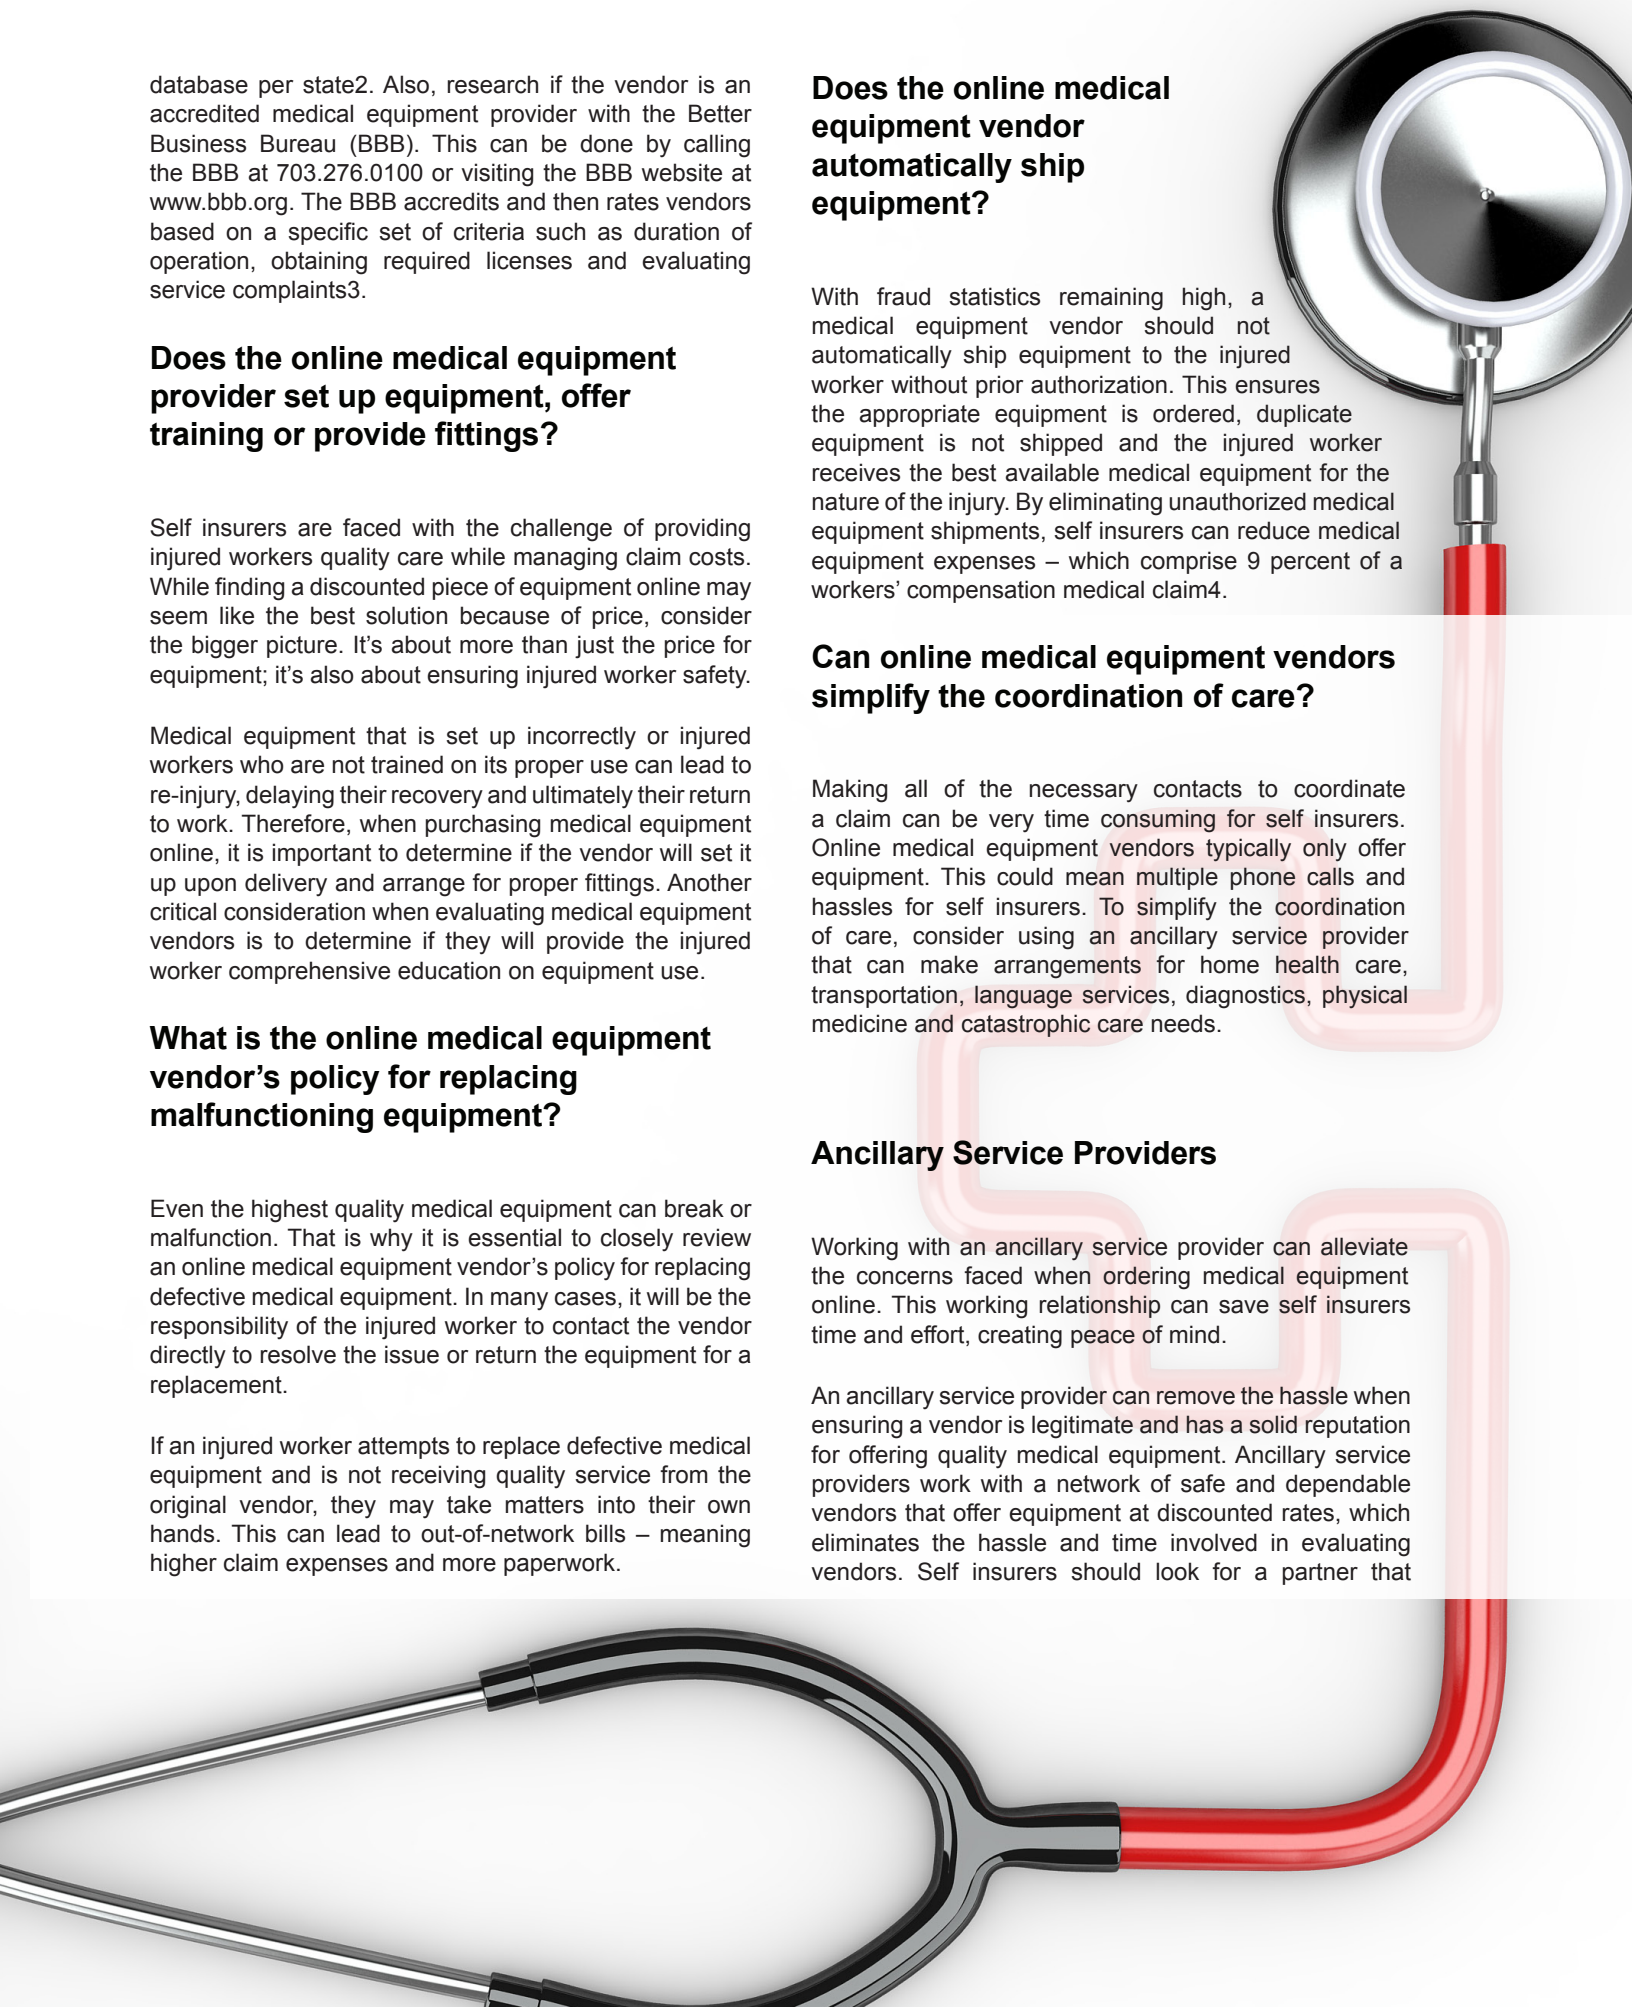 database per state2. Also, research if the vendor is an
accredited medical equipment provider with the Better
Business Bureau (BBB). This can be done by calling
the BBB at 703.276.0100 or visiting the BBB website at
www.bbb.org. The BBB accredits and then rates vendors
based on a specific set of criteria such as duration of
operation, obtaining required licenses and evaluating
service complaints3.
Does the online medical equipment
provider set up equipment, offer
training or provide fittings?
Self insurers are faced with the challenge of providing
injured workers quality care while managing claim costs.
While finding a discounted piece of equipment online may
seem like the best solution because of price, consider
the bigger picture. It’s about more than just the price for
equipment; it’s also about ensuring injured worker safety.
Medical equipment that is set up incorrectly or injured
workers who are not trained on its proper use can lead to
re-injury, delaying their recovery and ultimately their return
to work. Therefore, when purchasing medical equipment
online, it is important to determine if the vendor will set it
up upon delivery and arrange for proper fittings. Another
critical consideration when evaluating medical equipment
vendors is to determine if they will provide the injured
worker comprehensive education on equipment use.
What is the online medical equipment
vendor’s policy for replacing
malfunctioning equipment?
Even the highest quality medical equipment can break or
malfunction. That is why it is essential to closely review
an online medical equipment vendor’s policy for replacing
defective medical equipment. In many cases, it will be the
responsibility of the injured worker to contact the vendor
directly to resolve the issue or return the equipment for a
replacement.
If an injured worker attempts to replace defective medical
equipment and is not receiving quality service from the
original vendor, they may take matters into their own
hands. This can lead to out-of-network bills – meaning
higher claim expenses and more paperwork.
Does the online medical
equipment vendor
automatically ship
equipment?
With fraud statistics remaining high, a
medical equipment vendor should not
automatically ship equipment to the injured
worker without prior authorization. This ensures
the appropriate equipment is ordered, duplicate
equipment is not shipped and the injured worker
receives the best available medical equipment for the
nature of the injury. By eliminating unauthorized medical
equipment shipments, self insurers can reduce medical
equipment expenses – which comprise 9 percent of a
workers’ compensation medical claim4.
Can online medical equipment vendors
simplify the coordination of care?
Making all of the necessary contacts to coordinate
a claim can be very time consuming for self insurers.
Online medical equipment vendors typically only offer
equipment. This could mean multiple phone calls and
hassles for self insurers. To simplify the coordination
of care, consider using an ancillary service provider
that can make arrangements for home health care,
transportation, language services, diagnostics, physical
medicine and catastrophic care needs.
Ancillary Service Providers
Working with an ancillary service provider can alleviate
the concerns faced when ordering medical equipment
online. This working relationship can save self insurers
time and effort, creating peace of mind.
An ancillary service provider can remove the hassle when
ensuring a vendor is legitimate and has a solid reputation
for offering quality medical equipment. Ancillary service
providers work with a network of safe and dependable
vendors that offer equipment at discounted rates, which
eliminates the hassle and time involved in evaluating
vendors. Self insurers should look for a partner that